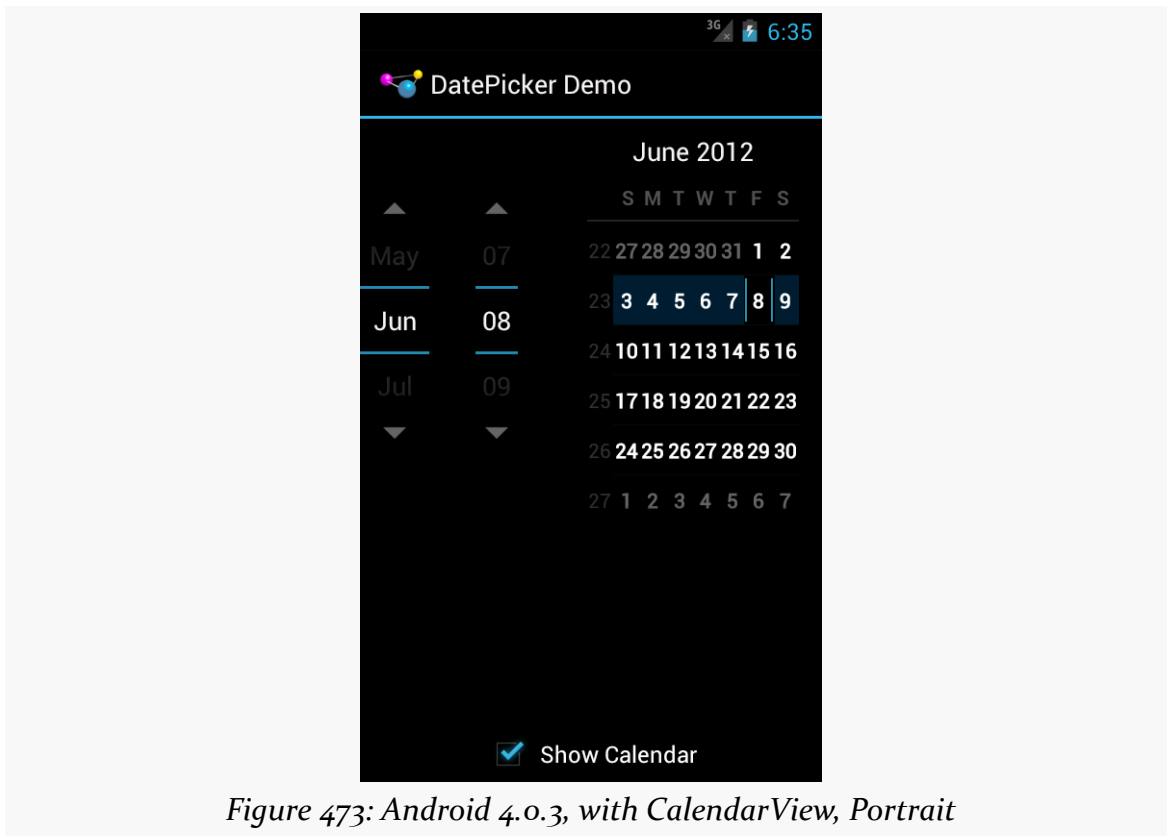 3G 6:35
DatePicker Demo
June 2012
S M T W T F S
May 07
22 27 28 29 30 31 1 2
23 3 4 5 6 7 8 9
Jun 08
24 10 11 12 13 14 15 16
Jul 09
25 17 18 19 20 21 22 23
26 24 25 26 27 28 29 30
27 1 2 3 4 5 6 7
Show Calendar
Figure 473: Android 4.0.3, with CalendarView, Portrait